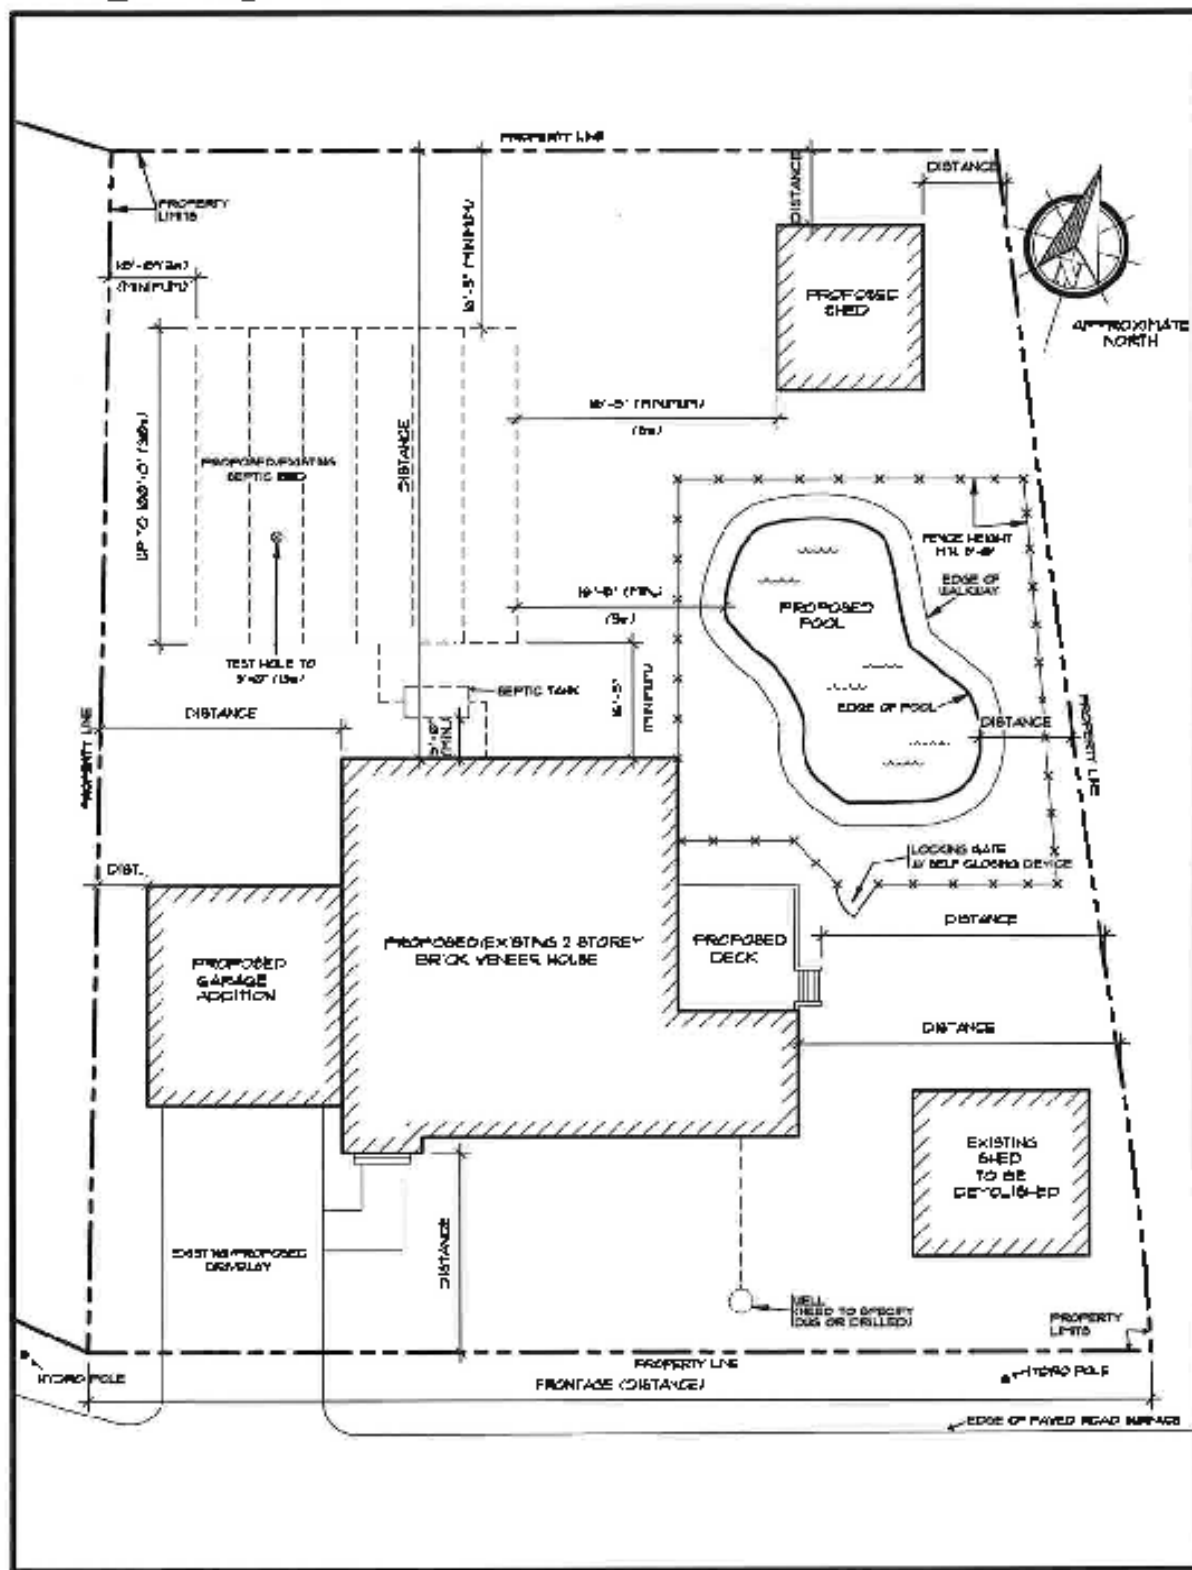 PROPERTY LINE
DISTANCE
DISTANCE
PROPERTY
LIMITS
(MINIMUM)
(MINIMUM)
PROPOSED
SHED
APPROXIMATE
NORTH
(MINIMUM)
DISTANCE
PROPOSED/EXISTING
SEPTIC BED
FENCE HEIGHT
EDGE OF
WALKWAY
PROPOSED
POOL
TEST HOLE TO
SEPTIC TANK
(MINIMUM)
EDGE OF POOL
DISTANCE
DISTANCE
(MIN.)
PROPERTY LINE
PROPERTY LINE
LOCKING GATE
W/ SELF CLOSING DEVICE
DIST.
DISTANCE
PROPOSED/EXISTING 2 STOREY
BRICK VENEER HOUSE
PROPOSED
DECK
PROPOSED
GARAGE
ADDITION
DISTANCE
EXISTING
SHED
TO BE
DEMOLISHED
DISTANCE
EXISTING/PROPOSED
DRIVEWAY
WELL
(NEED TO SPECIFY
DUG OR DRILLED)
PROPERTY
LIMITS
PROPERTY LINE
HYDRO POLE
HYDRO POLE
FRONTAGE (DISTANCE)
EDGE OF PAVED ROAD SURFACE